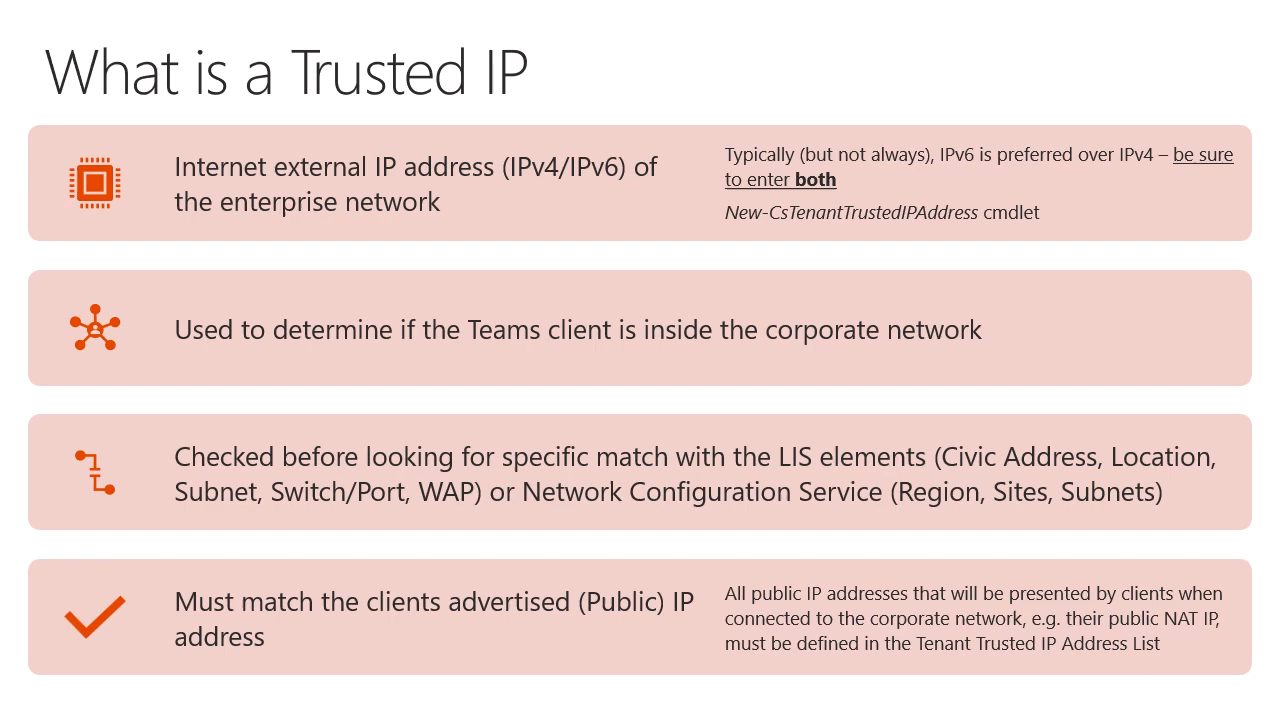 What is a Trusted IP
Internet external IP address (IPv4/IPv6) of
the enterprise network
Typically (but not always), IPv6 is preferred over IPv4 – be sure
to enter both
New-CsTenantTrustedIPAddress cmdlet
Used to determine if the Teams client is inside the corporate network
Checked before looking for specific match with the LIS elements (Civic Address, Location,
Subnet, Switch/Port, WAP) or Network Configuration Service (Region, Sites, Subnets)
Must match the clients advertised (Public) IP
address
All public IP addresses that will be presented by clients when
connected to the corporate network, e.g. their public NAT IP,
must be defined in the Tenant Trusted IP Address List